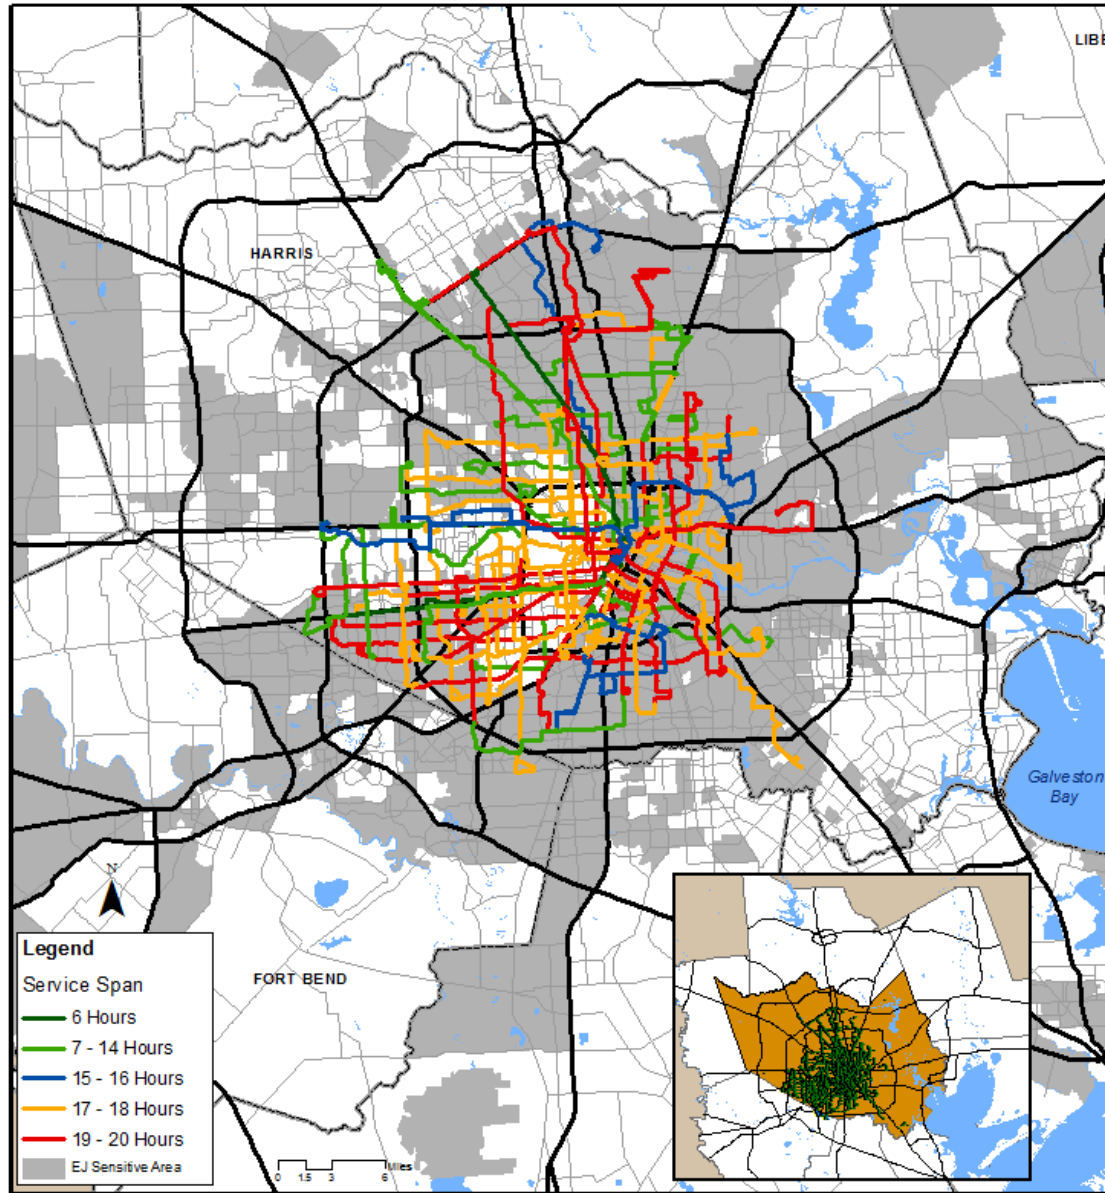 LIBE
HARRIS
Galveston
Bay
N
Legend
Service Span
6 Hours
7 - 14 Hours
15 - 16 Hours
17 - 18 Hours
19 - 20 Hours
EJ Sensitive Area
FORT BEND
Miles
0 1.5 3 6